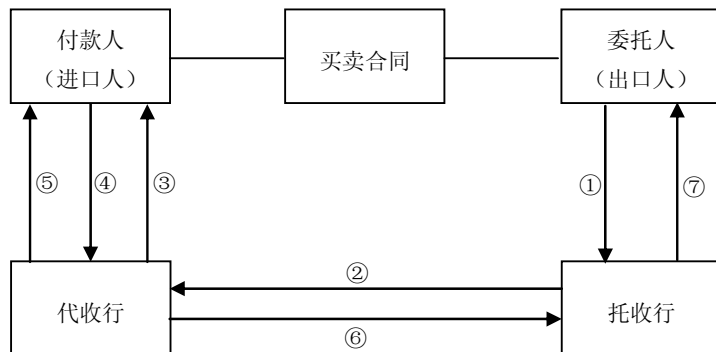 付款人
（进口人）
买卖合同
委托人
（出口人）
⑤
④
③
①
⑦
②
代收行
托收行
⑥